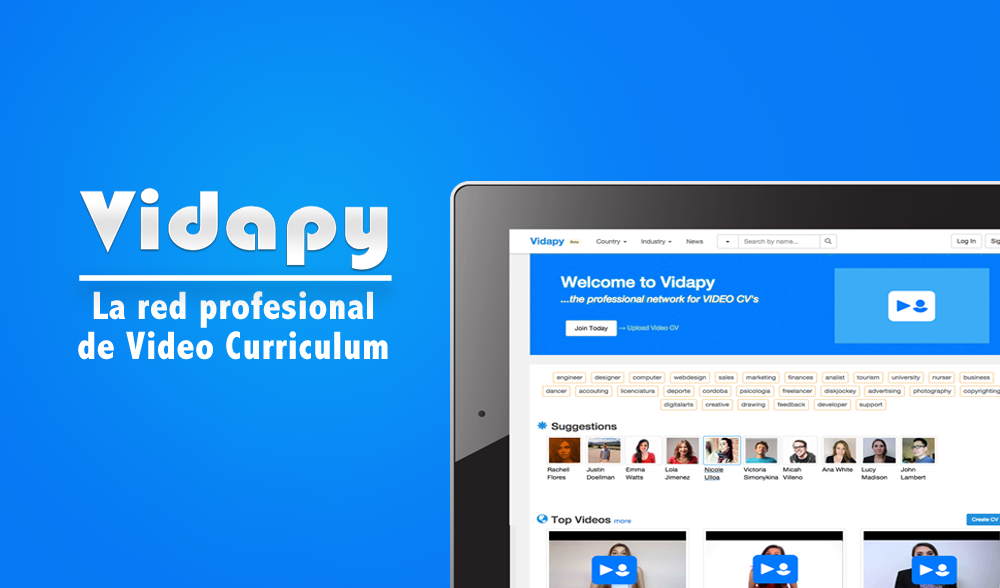 Vidapy
La red profesional
de Video Curriculum
Vidapy Beta Country Industry News Search by name... Log In
Welcome to Vidapy
...the professional network for VIDEO CV's
Join Today Upload Video CV
engineer designer computer webdesign sales marketing finances analist tourism university nurser business
dancer accouting licenciatura deporte cordoba psicologia freelancer diskjockey advertising photography copyrighting
digitalarts creative drawing feedback developer support
Suggestions
Rachell Flores
Justin Doellman
Emma Watts
Lola Jimenez
Nicole Ulloa
Victoria Simonykina
Micah Villeno
Ana White
Lucy Madison
John Lambert
Top Videos more
Create CV